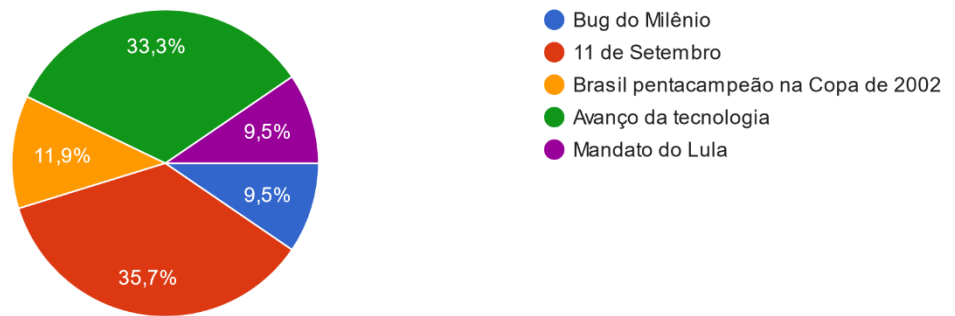 33,3%
9,5%
11,9%
9,5%
35,7%
Bug do Milênio
11 de Setembro
Brasil pentacampeão na Copa de 2002
Avanço da tecnologia
Mandato do Lula